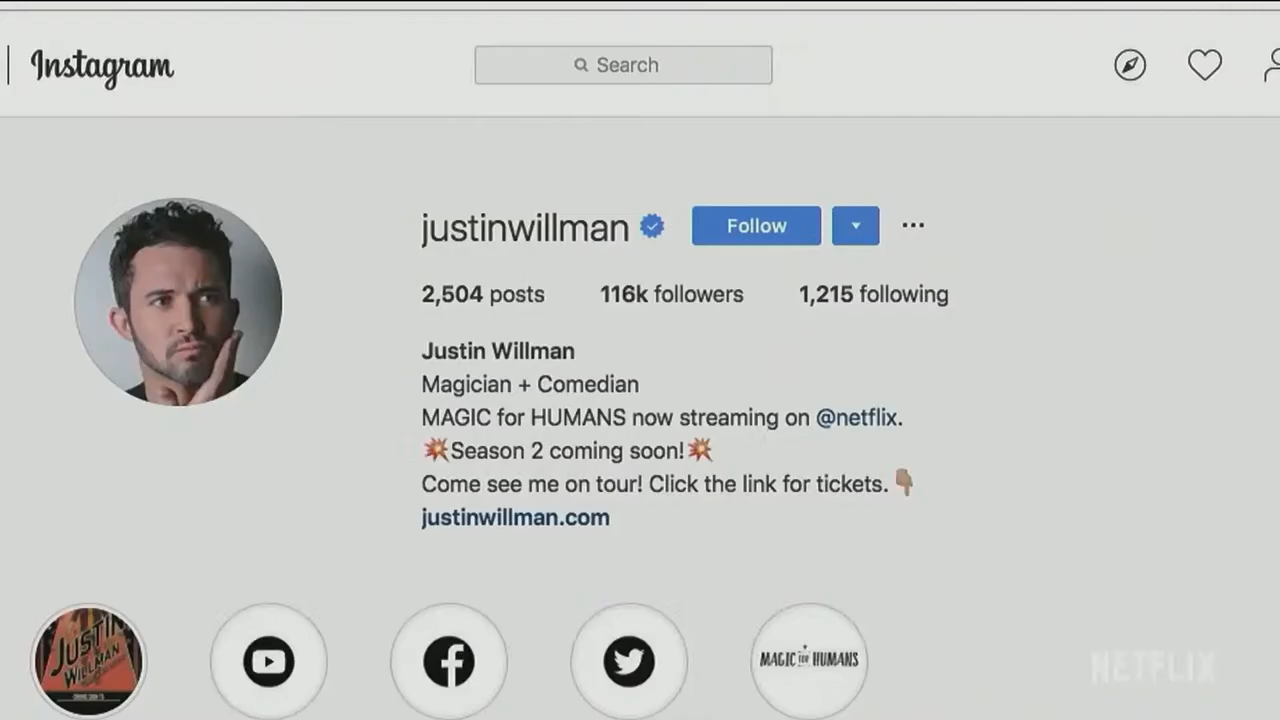 Instagram
Search
justinwillman
Follow
2,504 posts 116k followers 1,215 following
Justin Willman
Magician + Comedian
MAGIC for HUMANS now streaming on @netflix.
💥Season 2 coming soon!💥
Come see me on tour! Click the link for tickets.👇🏽
justinwillman.com
JUSTIN
WILLMAN
MAGIC for HUMANS
NETFLIX